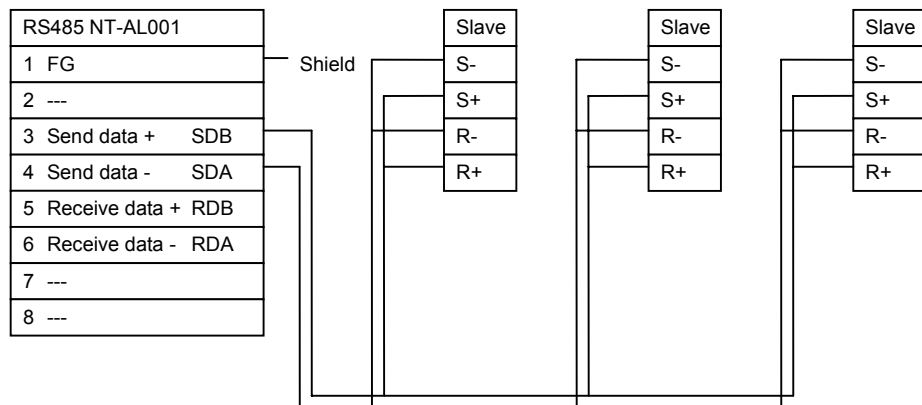 RS485 NT-AL001
1 FG
2 ---
3 Send data + SDB
4 Send data - SDA
5 Receive data + RDB
6 Receive data - RDA
7 ---
8 ---
Shield
Slave
S-
S+
R-
R+
Slave
S-
S+
R-
R+
Slave
S-
S+
R-
R+